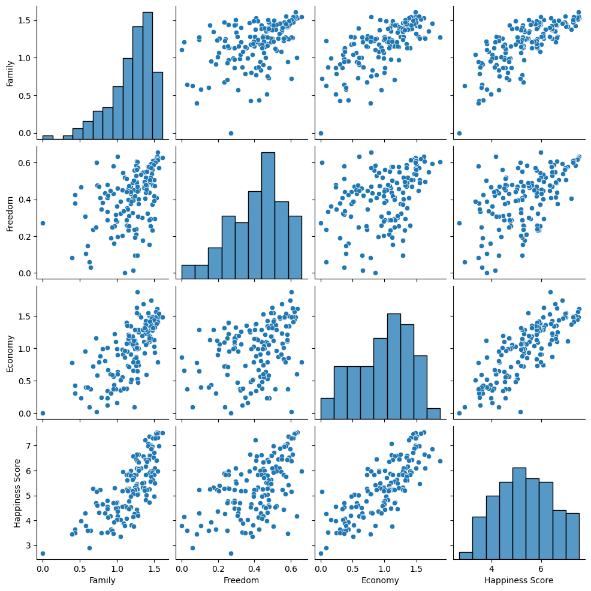 Family
1.5
1.0
0.5
0.0
Freedom
0.6
0.4
0.2
0.0
Economy
1.5
1.0
0.5
0.0
Happiness Score
7
6
5
4
3
0.0 0.5 1.0 1.5
0.0 0.2 0.4 0.6
0.0 0.5 1.0 1.5
4 6
Family
Freedom
Economy
Happiness Score